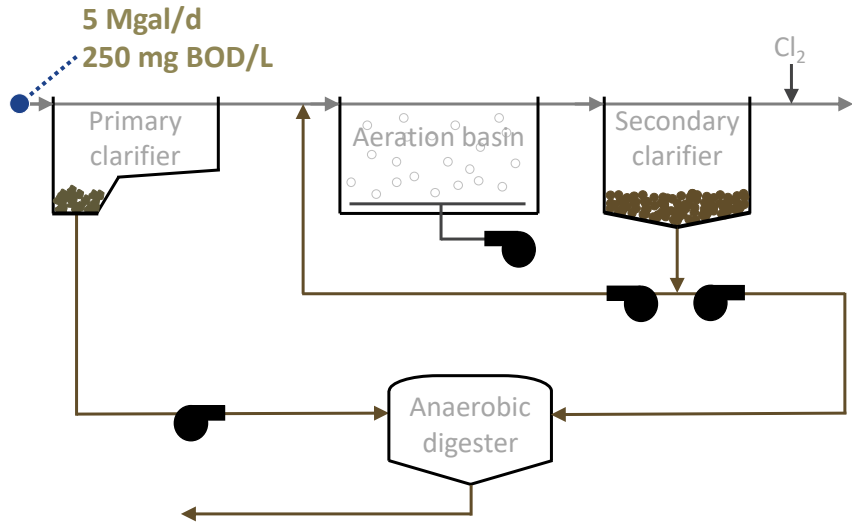 5 Mgal/d
250 mg BOD/L
Cl₂
Primary
clarifier
Aeration basin
Secondary
clarifier
Anaerobic
digester